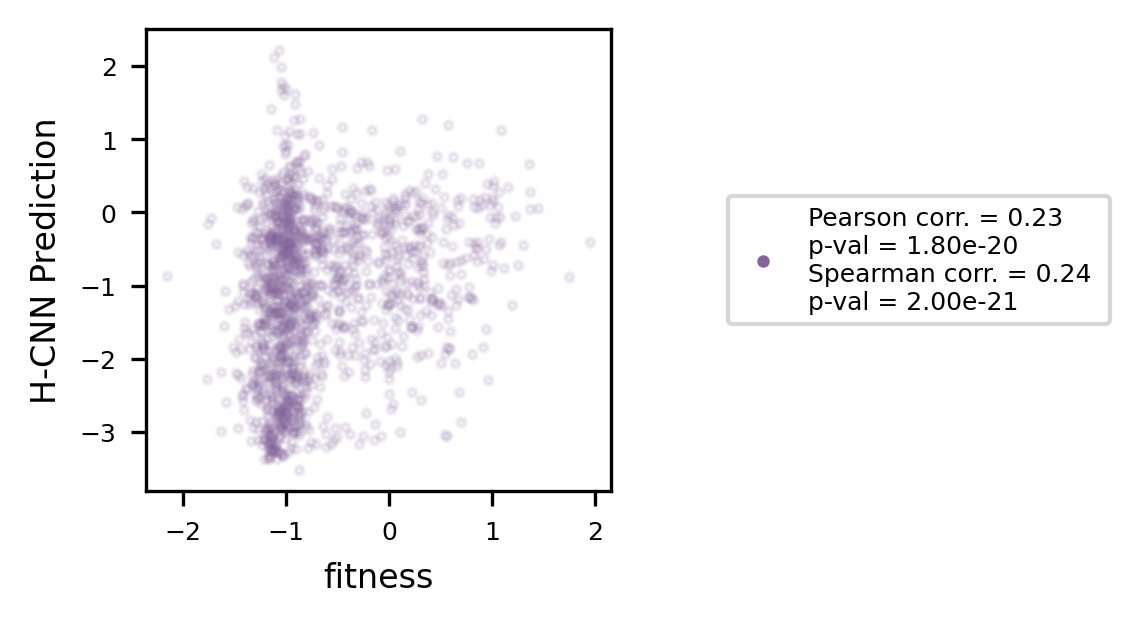 H-CNN Prediction
2
1
0
−1
−2
−3
−2
−1
0
1
2
fitness
Pearson corr. = 0.23
p-val = 1.80e-20
Spearman corr. = 0.24
p-val = 2.00e-21